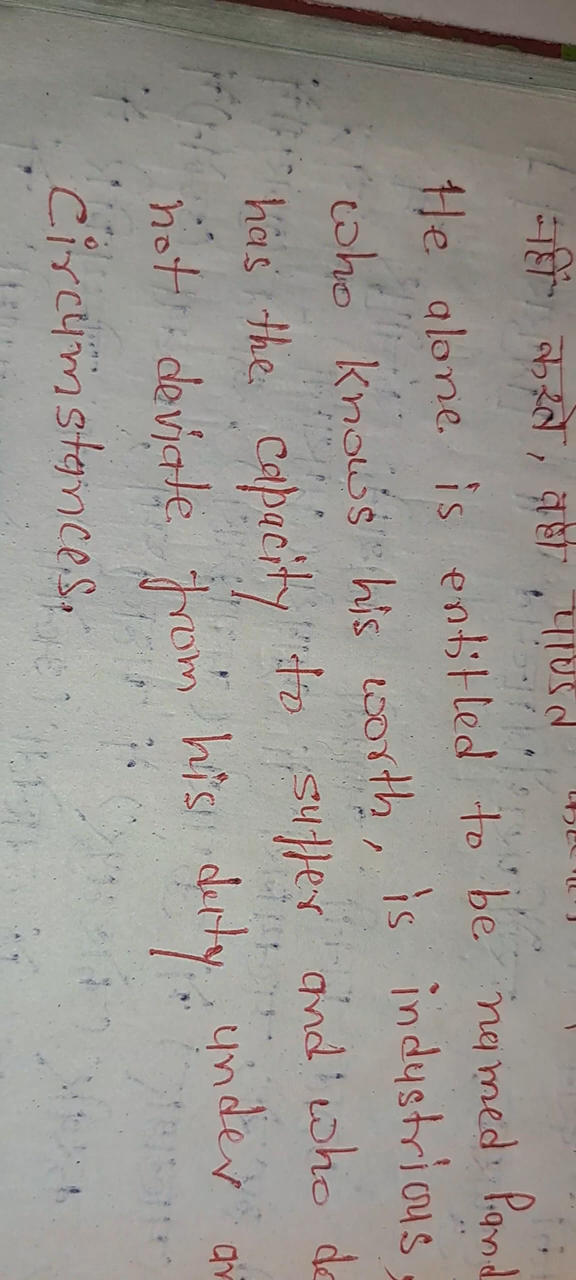 नहीं करते, वही पण्डित
He alone is entitled to be named Pand
who knows his worth, is industrious,
has the capacity to suffer and who do
not deviate from his duty under an
Circumstances.